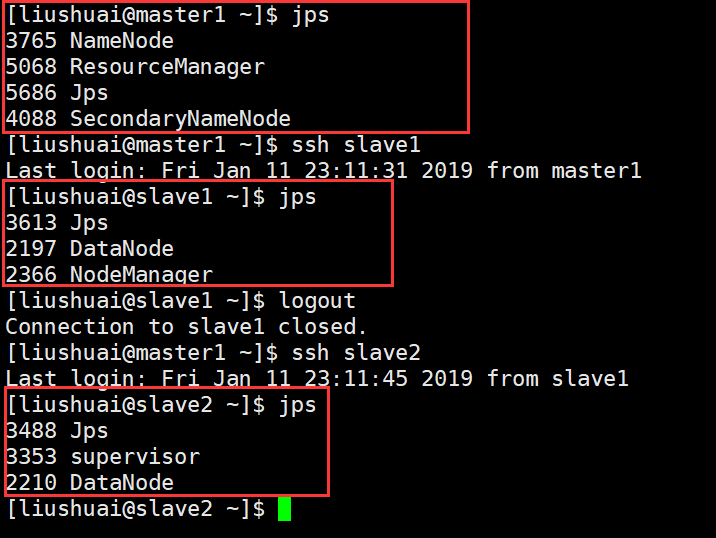 [liushuai@master1 ~]$ jps
3765 NameNode
5068 ResourceManager
5686 Jps
4088 SecondaryNameNode
[liushuai@master1 ~]$ ssh slave1
Last login: Fri Jan 11 23:11:31 2019 from master1
[liushuai@slave1 ~]$ jps
3613 Jps
2197 DataNode
2366 NodeManager
[liushuai@slave1 ~]$ logout
Connection to slave1 closed.
[liushuai@master1 ~]$ ssh slave2
Last login: Fri Jan 11 23:11:45 2019 from slave1
[liushuai@slave2 ~]$ jps
3488 Jps
3353 supervisor
2210 DataNode
[liushuai@slave2 ~]$